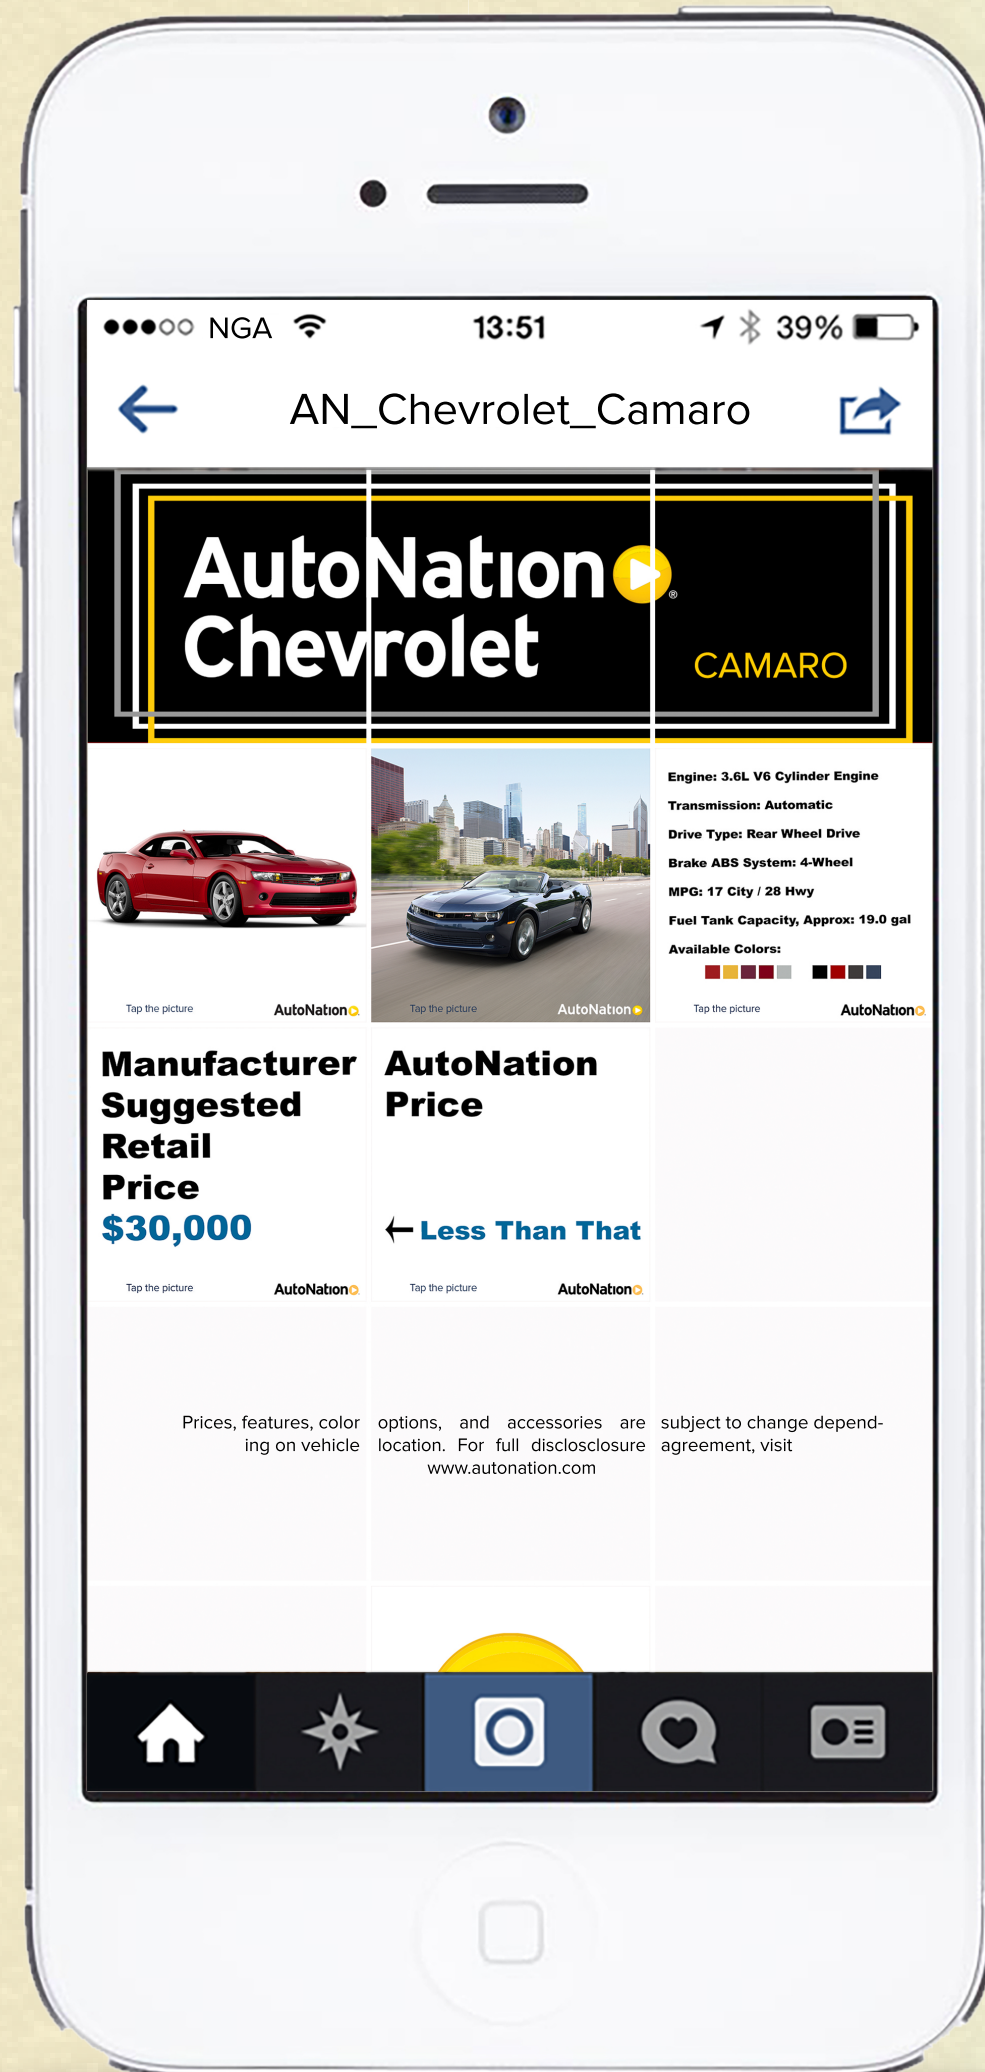 NGA 13:51 39%
AN_Chevrolet_Camaro
AutoNation®
Chevrolet
CAMARO
Tap the picture AutoNation
Tap the picture AutoNation
Engine: 3.6L V6 Cylinder Engine
Transmission: Automatic
Drive Type: Rear Wheel Drive
Brake ABS System: 4-Wheel
MPG: 17 City / 28 Hwy
Fuel Tank Capacity, Approx: 19.0 gal
Available Colors:
Tap the picture AutoNation
Manufacturer
Suggested
Retail
Price
$30,000
Tap the picture AutoNation
AutoNation
Price
Less Than That
Tap the picture AutoNation
Prices, features, color options, and accessories are subject to change depend-
ing on vehicle location. For full disclosclosure agreement, visit
www.autonation.com